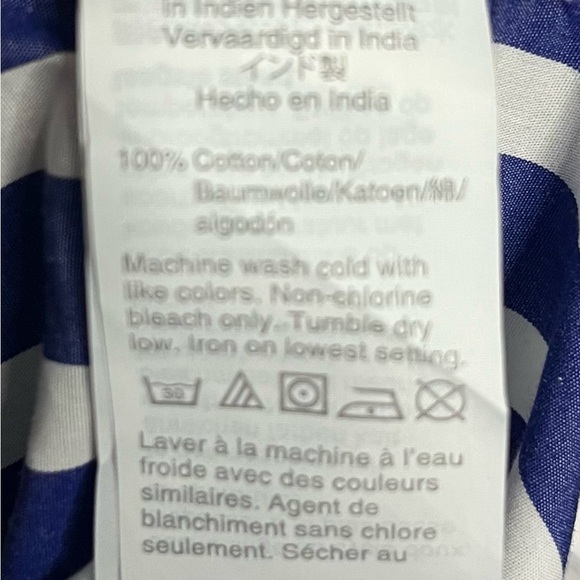 In Indien Hergestellt
Vervaardigd in India
インド製
Hecho en India
100% Cotton/Coton/
Baumwolle/Katoen/綿/
algodón
Machine wash cold with
like colors. Non-chlorine
bleach only. Tumble dry
low. Iron on lowest setting.
30
Laver à la machine à l'eau
froide avec des couleurs
similaires. Agent de
blanchiment sans chlore
seulement. Sécher au